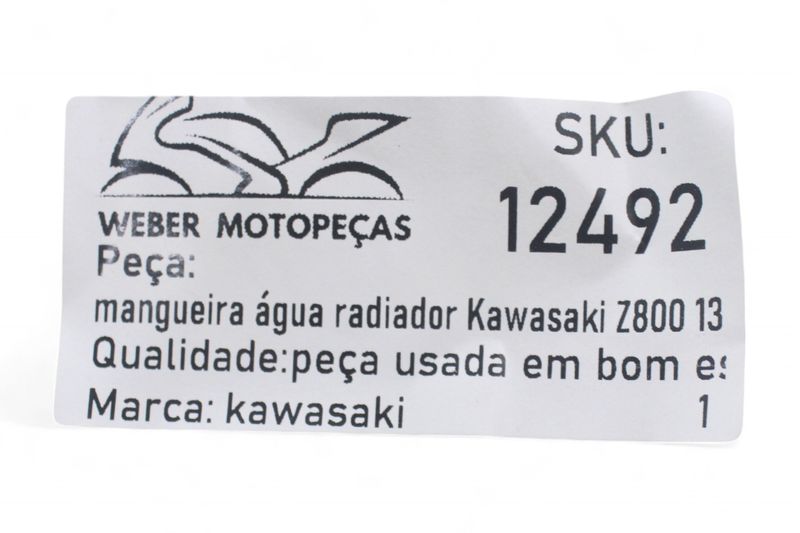 SKU:
12492
WEBER MOTOPEÇAS
Peça:
mangueira água radiador Kawasaki Z800 13
Qualidade:peça usada em bom es
Marca: kawasaki 1